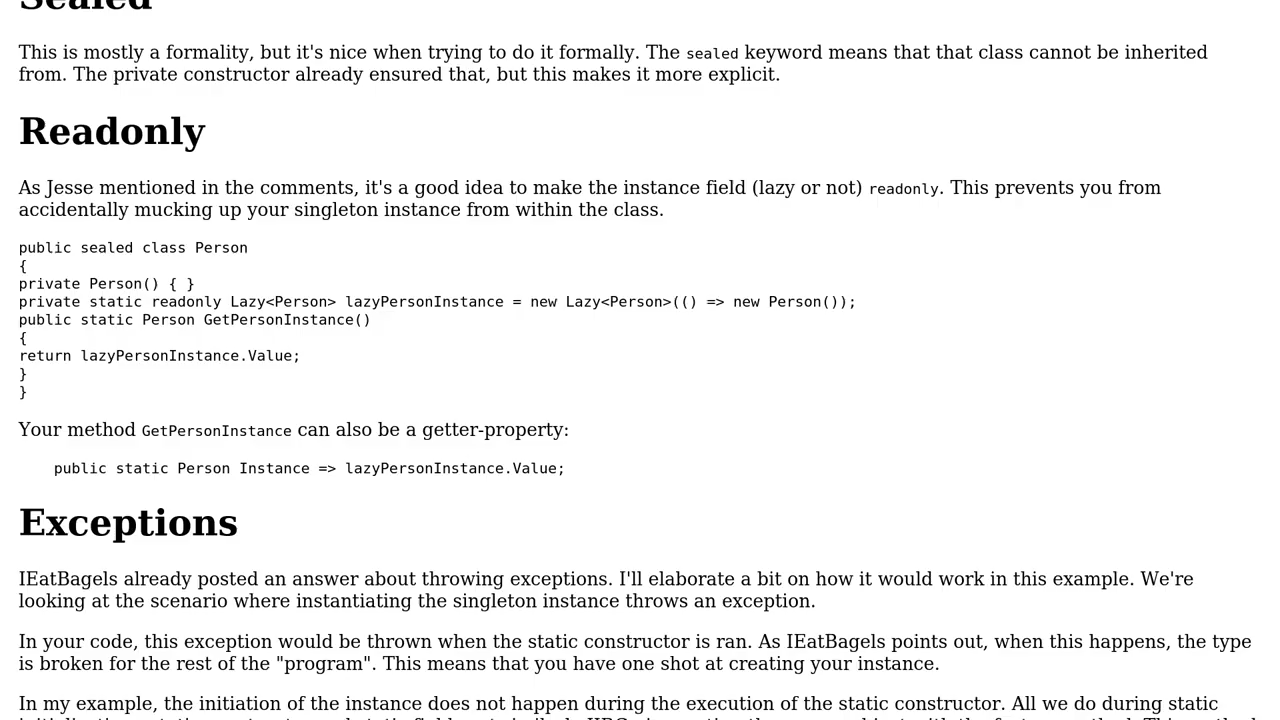 Sealed
This is mostly a formality, but it's nice when trying to do it formally. The sealed keyword means that that class cannot be inherited
from. The private constructor already ensured that, but this makes it more explicit.
Readonly
As Jesse mentioned in the comments, it's a good idea to make the instance field (lazy or not) readonly. This prevents you from
accidentally mucking up your singleton instance from within the class.
public sealed class Person
{
private Person() { }
private static readonly Lazy<Person> lazyPersonInstance = new Lazy<Person>(() => new Person());
public static Person GetPersonInstance()
{
return lazyPersonInstance.Value;
}
}
Your method GetPersonInstance can also be a getter-property:
public static Person Instance => lazyPersonInstance.Value;
Exceptions
IEatBagels already posted an answer about throwing exceptions. I'll elaborate a bit on how it would work in this example. We're
looking at the scenario where instantiating the singleton instance throws an exception.
In your code, this exception would be thrown when the static constructor is ran. As IEatBagels points out, when this happens, the type
is broken for the rest of the "program". This means that you have one shot at creating your instance.
In my example, the initiation of the instance does not happen during the execution of the static constructor. All we do during static